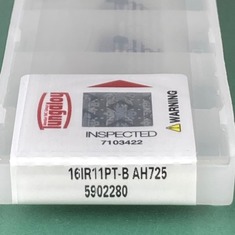 Tungaloy
INSPECTED
7103422
WARNING
16IR11PT-B AH725
5902280